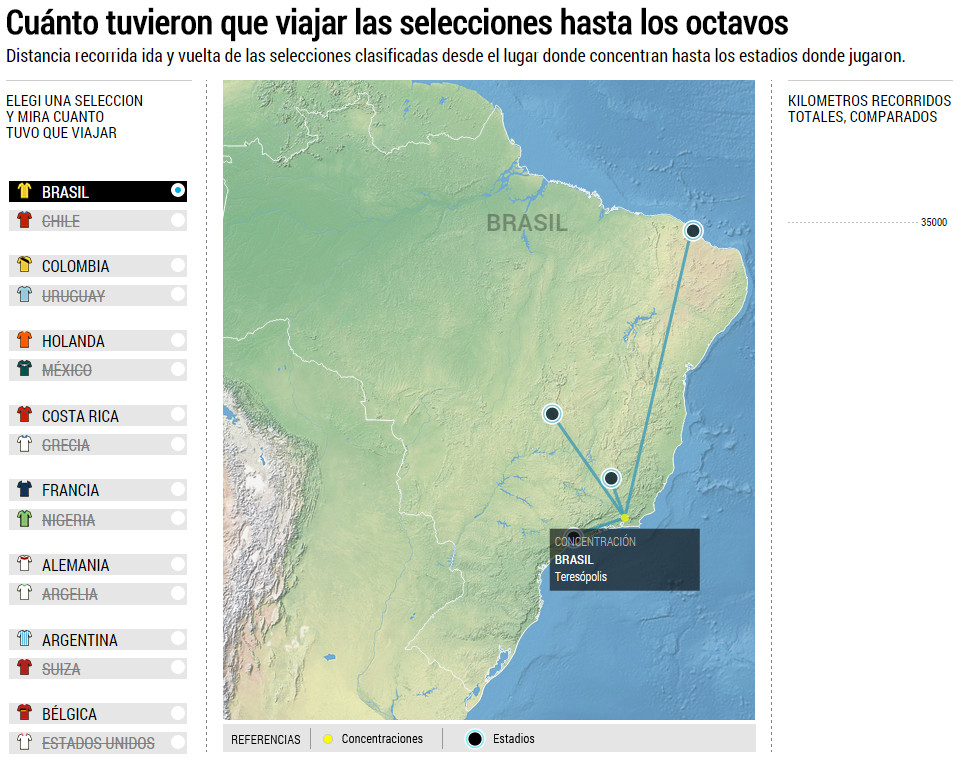 Cuánto tuvieron que viajar las selecciones hasta los octavos
Distancia recorrida ida y vuelta de las selecciones clasificadas desde el lugar donde concentran hasta los estadios donde jugaron.
ELEGI UNA SELECCION
Y MIRA CUANTO
TUVO QUE VIAJAR
BRASIL
CHILE
COLOMBIA
URUGUAY
HOLANDA
MÉXICO
COSTA RICA
GRECIA
FRANCIA
NIGERIA
ALEMANIA
ARGELIA
ARGENTINA
SUIZA
BÉLGICA
ESTADOS UNIDOS
BRASIL
CONCENTRACIÓN
BRASIL
Teresópolis
REFERENCIAS
Concentraciones
Estadios
KILOMETROS RECORRIDOS
TOTALES, COMPARADOS
35000